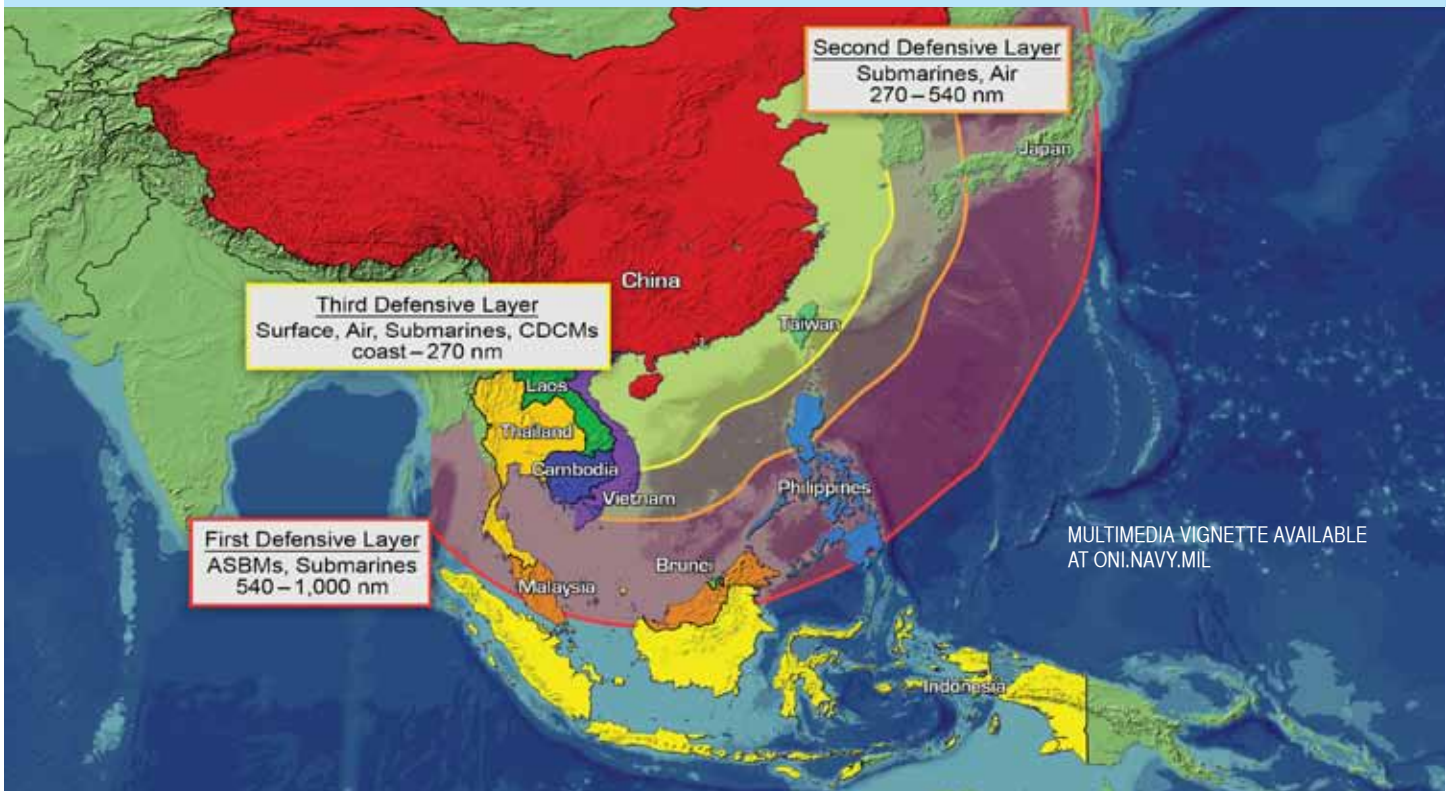 Second Defensive Layer
Submarines, Air
270–540 nm
Japan
China
Third Defensive Layer
Surface, Air, Submarines, CDCMs
coast–270 nm
Taiwan
Laos
Thailand
Cambodia
Vietnam
Philippines
First Defensive Layer
ASBMs, Submarines
540–1,000 nm
Brunei
Malaysia
MULTIMEDIA VIGNETTE AVAILABLE
AT ONI.NAVY.MIL
Indonesia